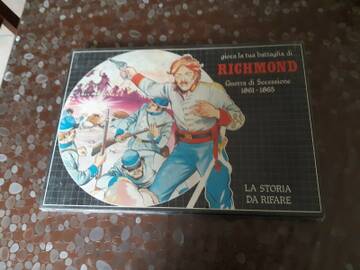 gioca la tua battaglia di...
RICHMOND
Guerra di Secessione
1861-1865
LA STORIA
DA RIFARE